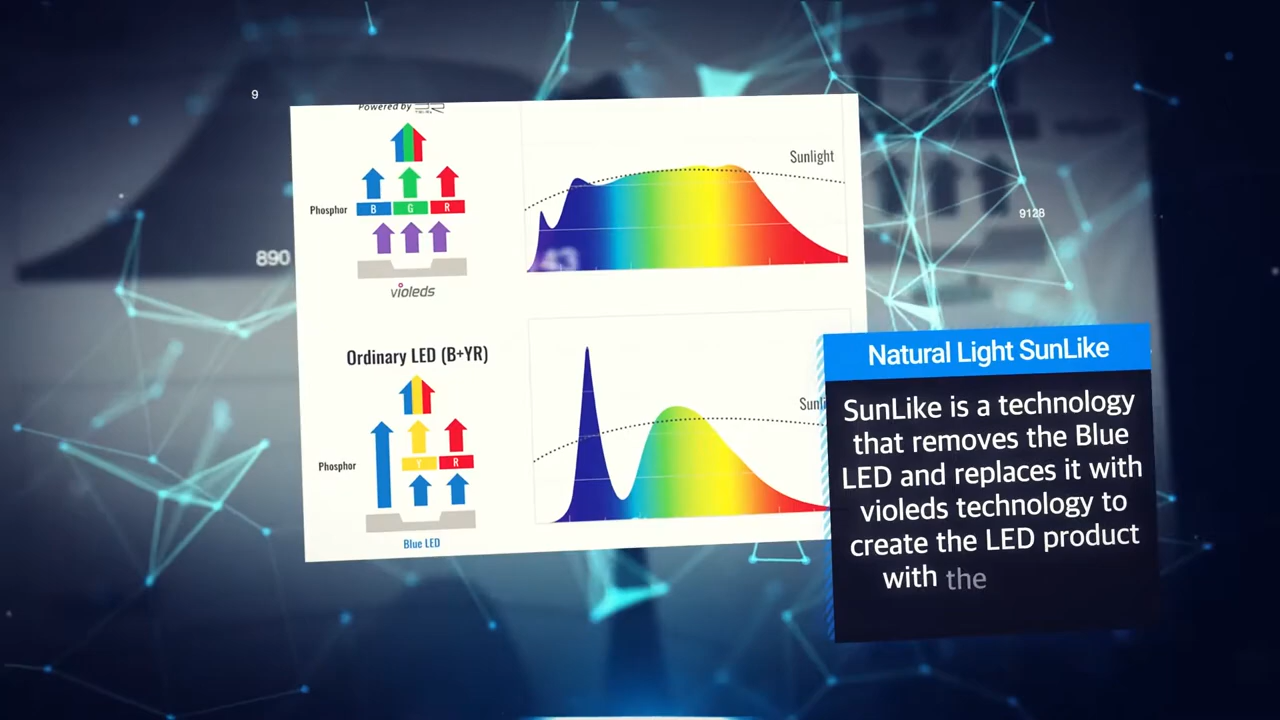 9
Powered by
Sunlight
Phosphor
B G R
9128
890
43
violeds
Natural Light SunLike
Ordinary LED (B+YR)
SunLike is a technology
that removes the Blue
LED and replaces it with
violeds technology to
create the LED product
with the
Phosphor
Y R
Blue LED